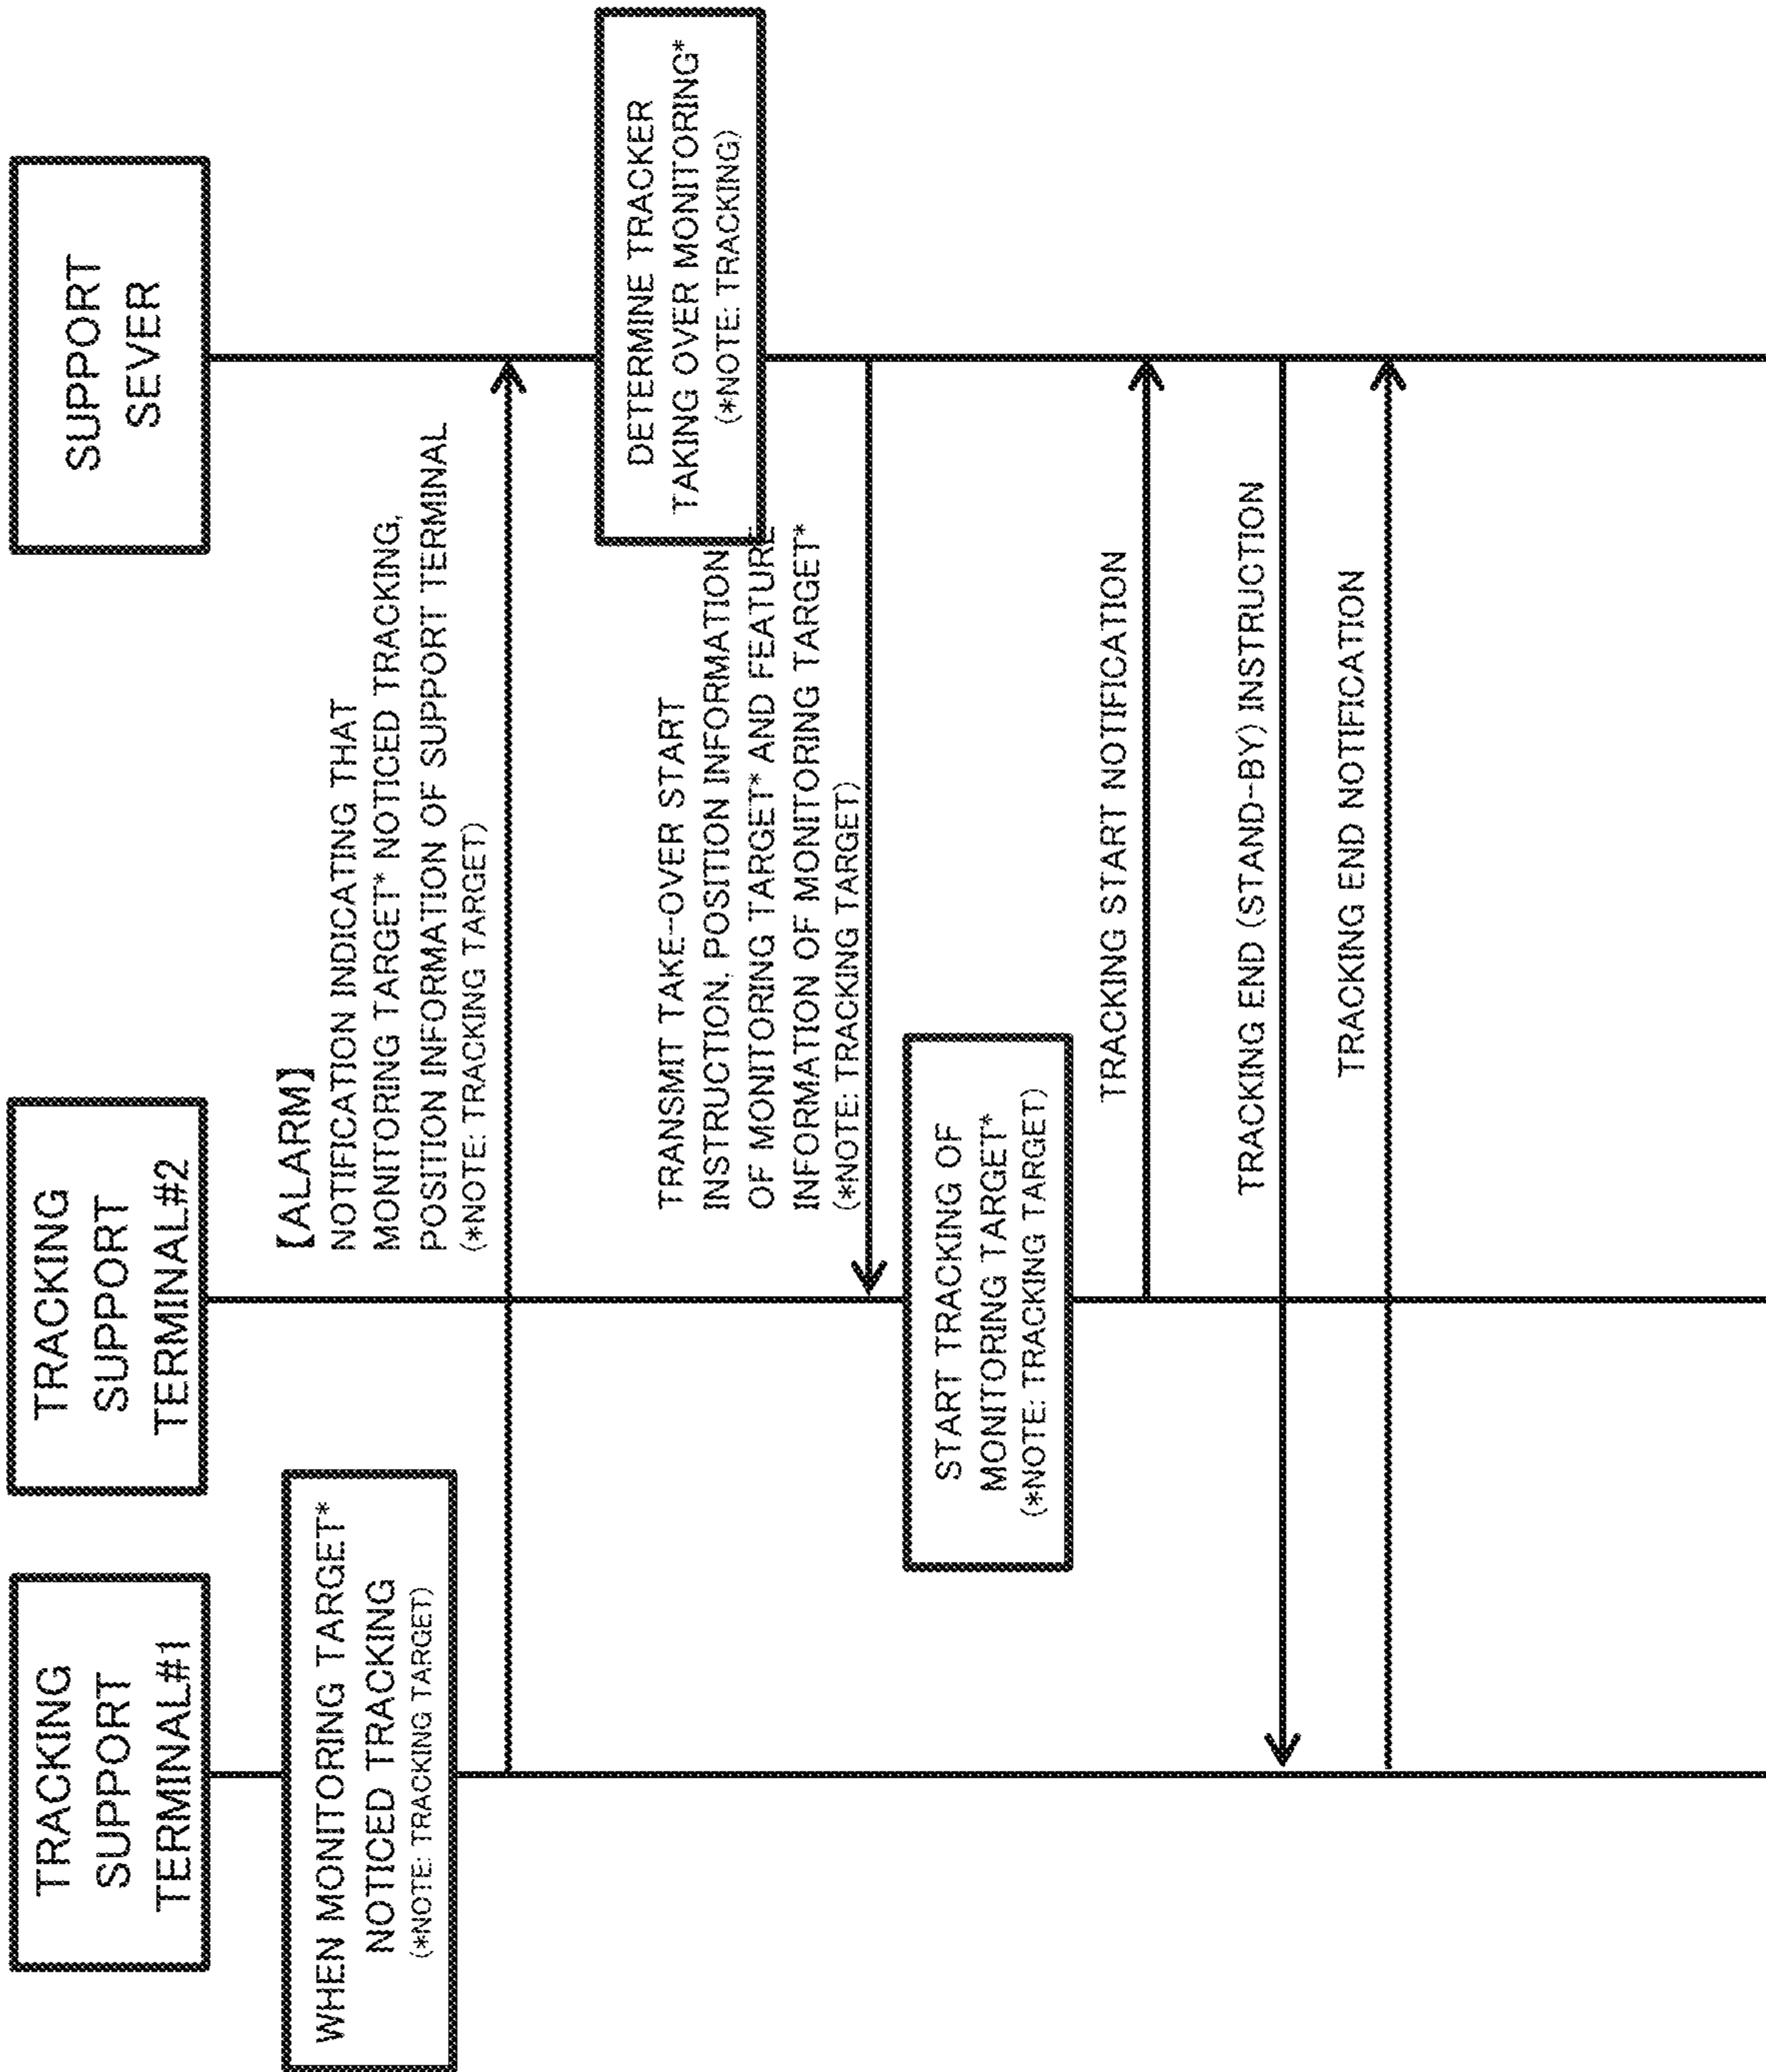 TRACKING
SUPPORT
TERMINAL#1
TRACKING
SUPPORT
TERMINAL#2
SUPPORT
SEVER
WHEN MONITORING TARGET*
NOTICED TRACKING
(*NOTE: TRACKING TARGET)
【ALARM】
NOTIFICATION INDICATING THAT
MONITORING TARGET* NOTICED TRACKING,
POSITION INFORMATION OF SUPPORT TERMINAL
(*NOTE: TRACKING TARGET)
DETERMINE TRACKER
TAKING OVER MONITORING*
(*NOTE: TRACKING)
TRANSMIT TAKE-OVER START
INSTRUCTION, POSITION INFORMATION
OF MONITORING TARGET* AND FEATURE
INFORMATION OF MONITORING TARGET*
(*NOTE: TRACKING TARGET)
START TRACKING OF
MONITORING TARGET*
(*NOTE: TRACKING TARGET)
TRACKING START NOTIFICATION
TRACKING END (STAND-BY) INSTRUCTION
TRACKING END NOTIFICATION